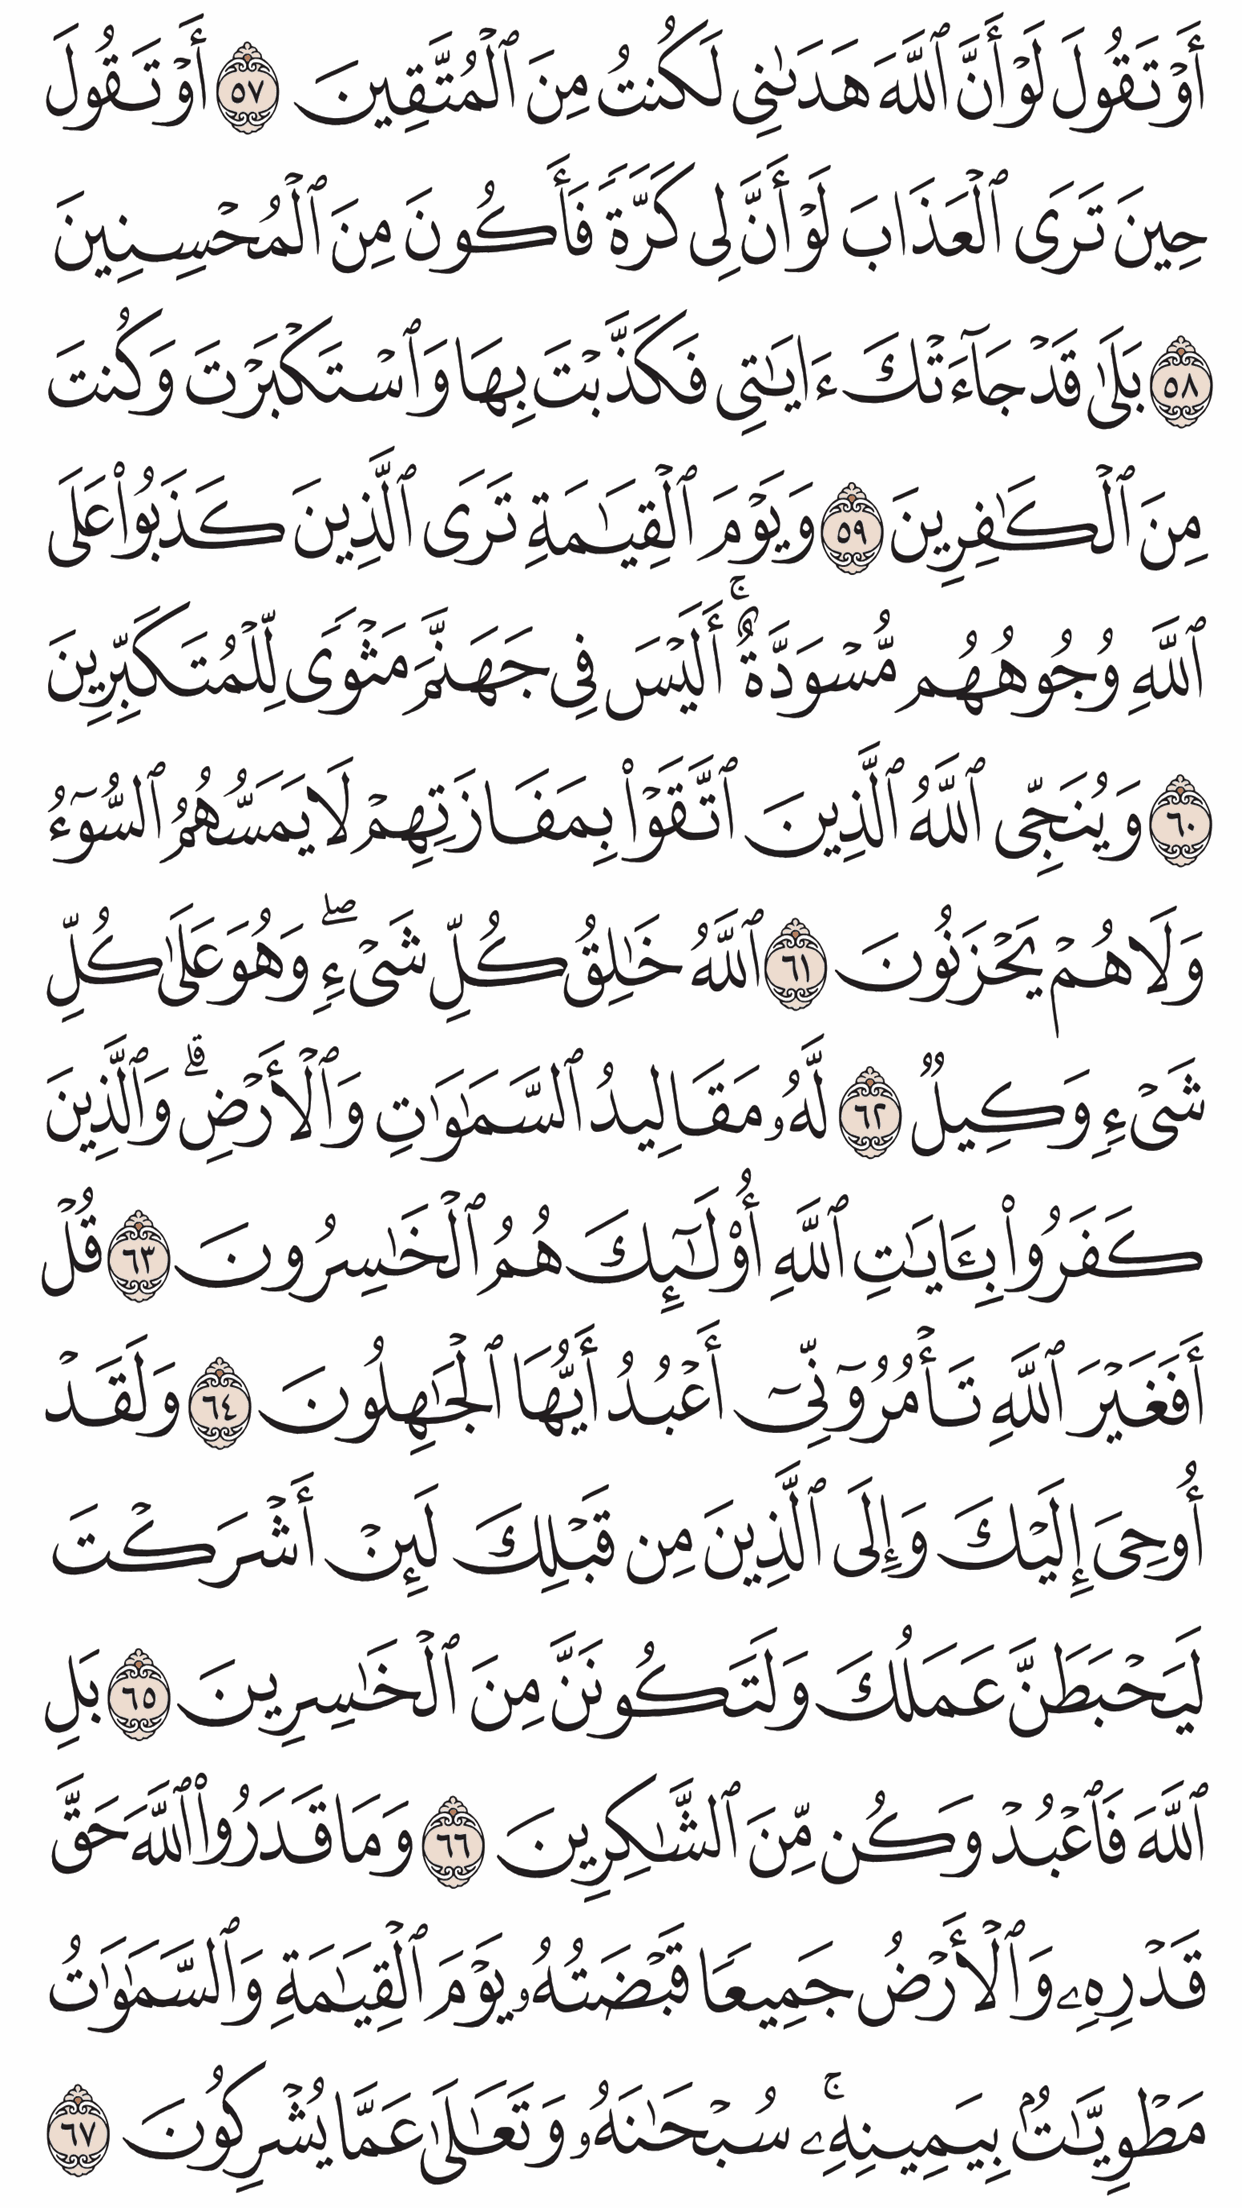 أَوۡ تَقُولَ لَوۡ أَنَّ ٱللَّهَ هَدَىٰنِي لَكُنتُ مِنَ ٱلۡمُتَّقِينَ ٥٧ أَوۡ تَقُولَ
حِينَ تَرَى ٱلۡعَذَابَ لَوۡ أَنَّ لِي كَرَّةٗ فَأَكُونَ مِنَ ٱلۡمُحۡسِنِينَ
٥٨ بَلَىٰ قَدۡ جَآءَتۡكَ ءَايَٰتِي فَكَذَّبۡتَ بِهَا وَٱسۡتَكۡبَرۡتَ وَكُنتَ
مِنَ ٱلۡكَٰفِرِينَ ٥٩ وَيَوۡمَ ٱلۡقِيَٰمَةِ تَرَى ٱلَّذِينَ كَذَبُواْ عَلَى
ٱللَّهِ وُجُوهُهُم مُّسۡوَدَّةٌۚ أَلَيۡسَ فِي جَهَنَّمَ مَثۡوٗى لِّلۡمُتَكَبِّرِينَ
٦٠ وَيُنَجِّي ٱللَّهُ ٱلَّذِينَ ٱتَّقَوۡاْ بِمَفَازَتِهِمۡ لَا يَمَسُّهُمُ ٱلسُّوٓءُ
وَلَا هُمۡ يَحۡزَنُونَ ٦١ ٱللَّهُ خَٰلِقُ كُلِّ شَيۡءٖۖ وَهُوَ عَلَىٰ كُلِّ
شَيۡءٖ وَكِيلٞ ٦٢ لَّهُۥ مَقَالِيدُ ٱلسَّمَٰوَٰتِ وَٱلۡأَرۡضِۗ وَٱلَّذِينَ
كَفَرُواْ بِـَٔايَٰتِ ٱللَّهِ أُوْلَٰٓئِكَ هُمُ ٱلۡخَٰسِرُونَ ٦٣ قُلۡ
أَفَغَيۡرَ ٱللَّهِ تَأۡمُرُوٓنِّيٓ أَعۡبُدُ أَيُّهَا ٱلۡجَٰهِلُونَ ٦٤ وَلَقَدۡ
أُوحِيَ إِلَيۡكَ وَإِلَى ٱلَّذِينَ مِن قَبۡلِكَ لَئِنۡ أَشۡرَكۡتَ
لَيَحۡبَطَنَّ عَمَلُكَ وَلَتَكُونَنَّ مِنَ ٱلۡخَٰسِرِينَ ٦٥ بَلِ
ٱللَّهَ فَٱعۡبُدۡ وَكُن مِّنَ ٱلشَّٰكِرِينَ ٦٦ وَمَا قَدَرُواْ ٱللَّهَ حَقَّ
قَدۡرِهِۦ وَٱلۡأَرۡضُ جَمِيعٗا قَبۡضَتُهُۥ يَوۡمَ ٱلۡقِيَٰمَةِ وَٱلسَّمَٰوَٰتُ
مَطۡوِيَّٰتُۢ بِيَمِينِهِۦۚ سُبۡحَٰنَهُۥ وَتَعَٰلَىٰ عَمَّا يُشۡرِكُونَ ٦٧